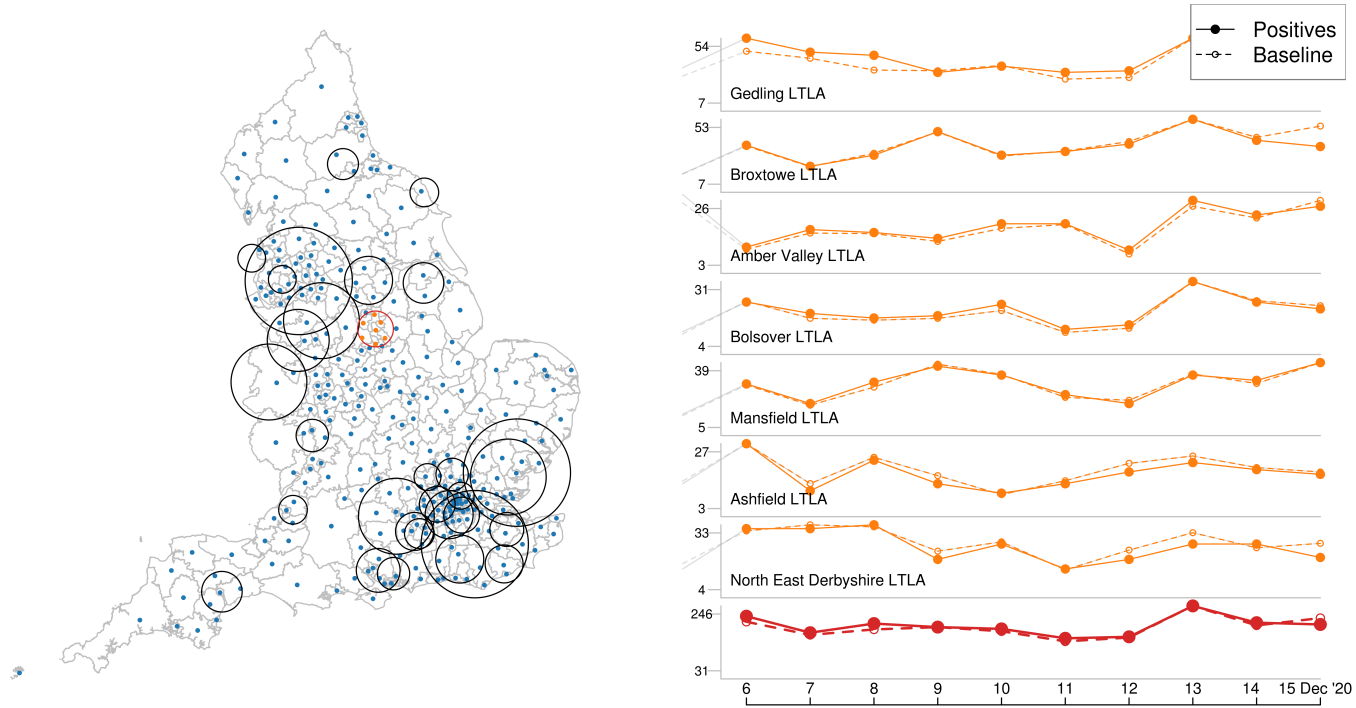 Positives
Baseline
54
7
Gedling LTLA
53
7
Broxtowe LTLA
26
3
Amber Valley LTLA
31
4
Bolsover LTLA
39
5
Mansfield LTLA
27
3
Ashfield LTLA
33
4
North East Derbyshire LTLA
246
31
6 7 8 9 10 11 12 13 14 15 Dec '20